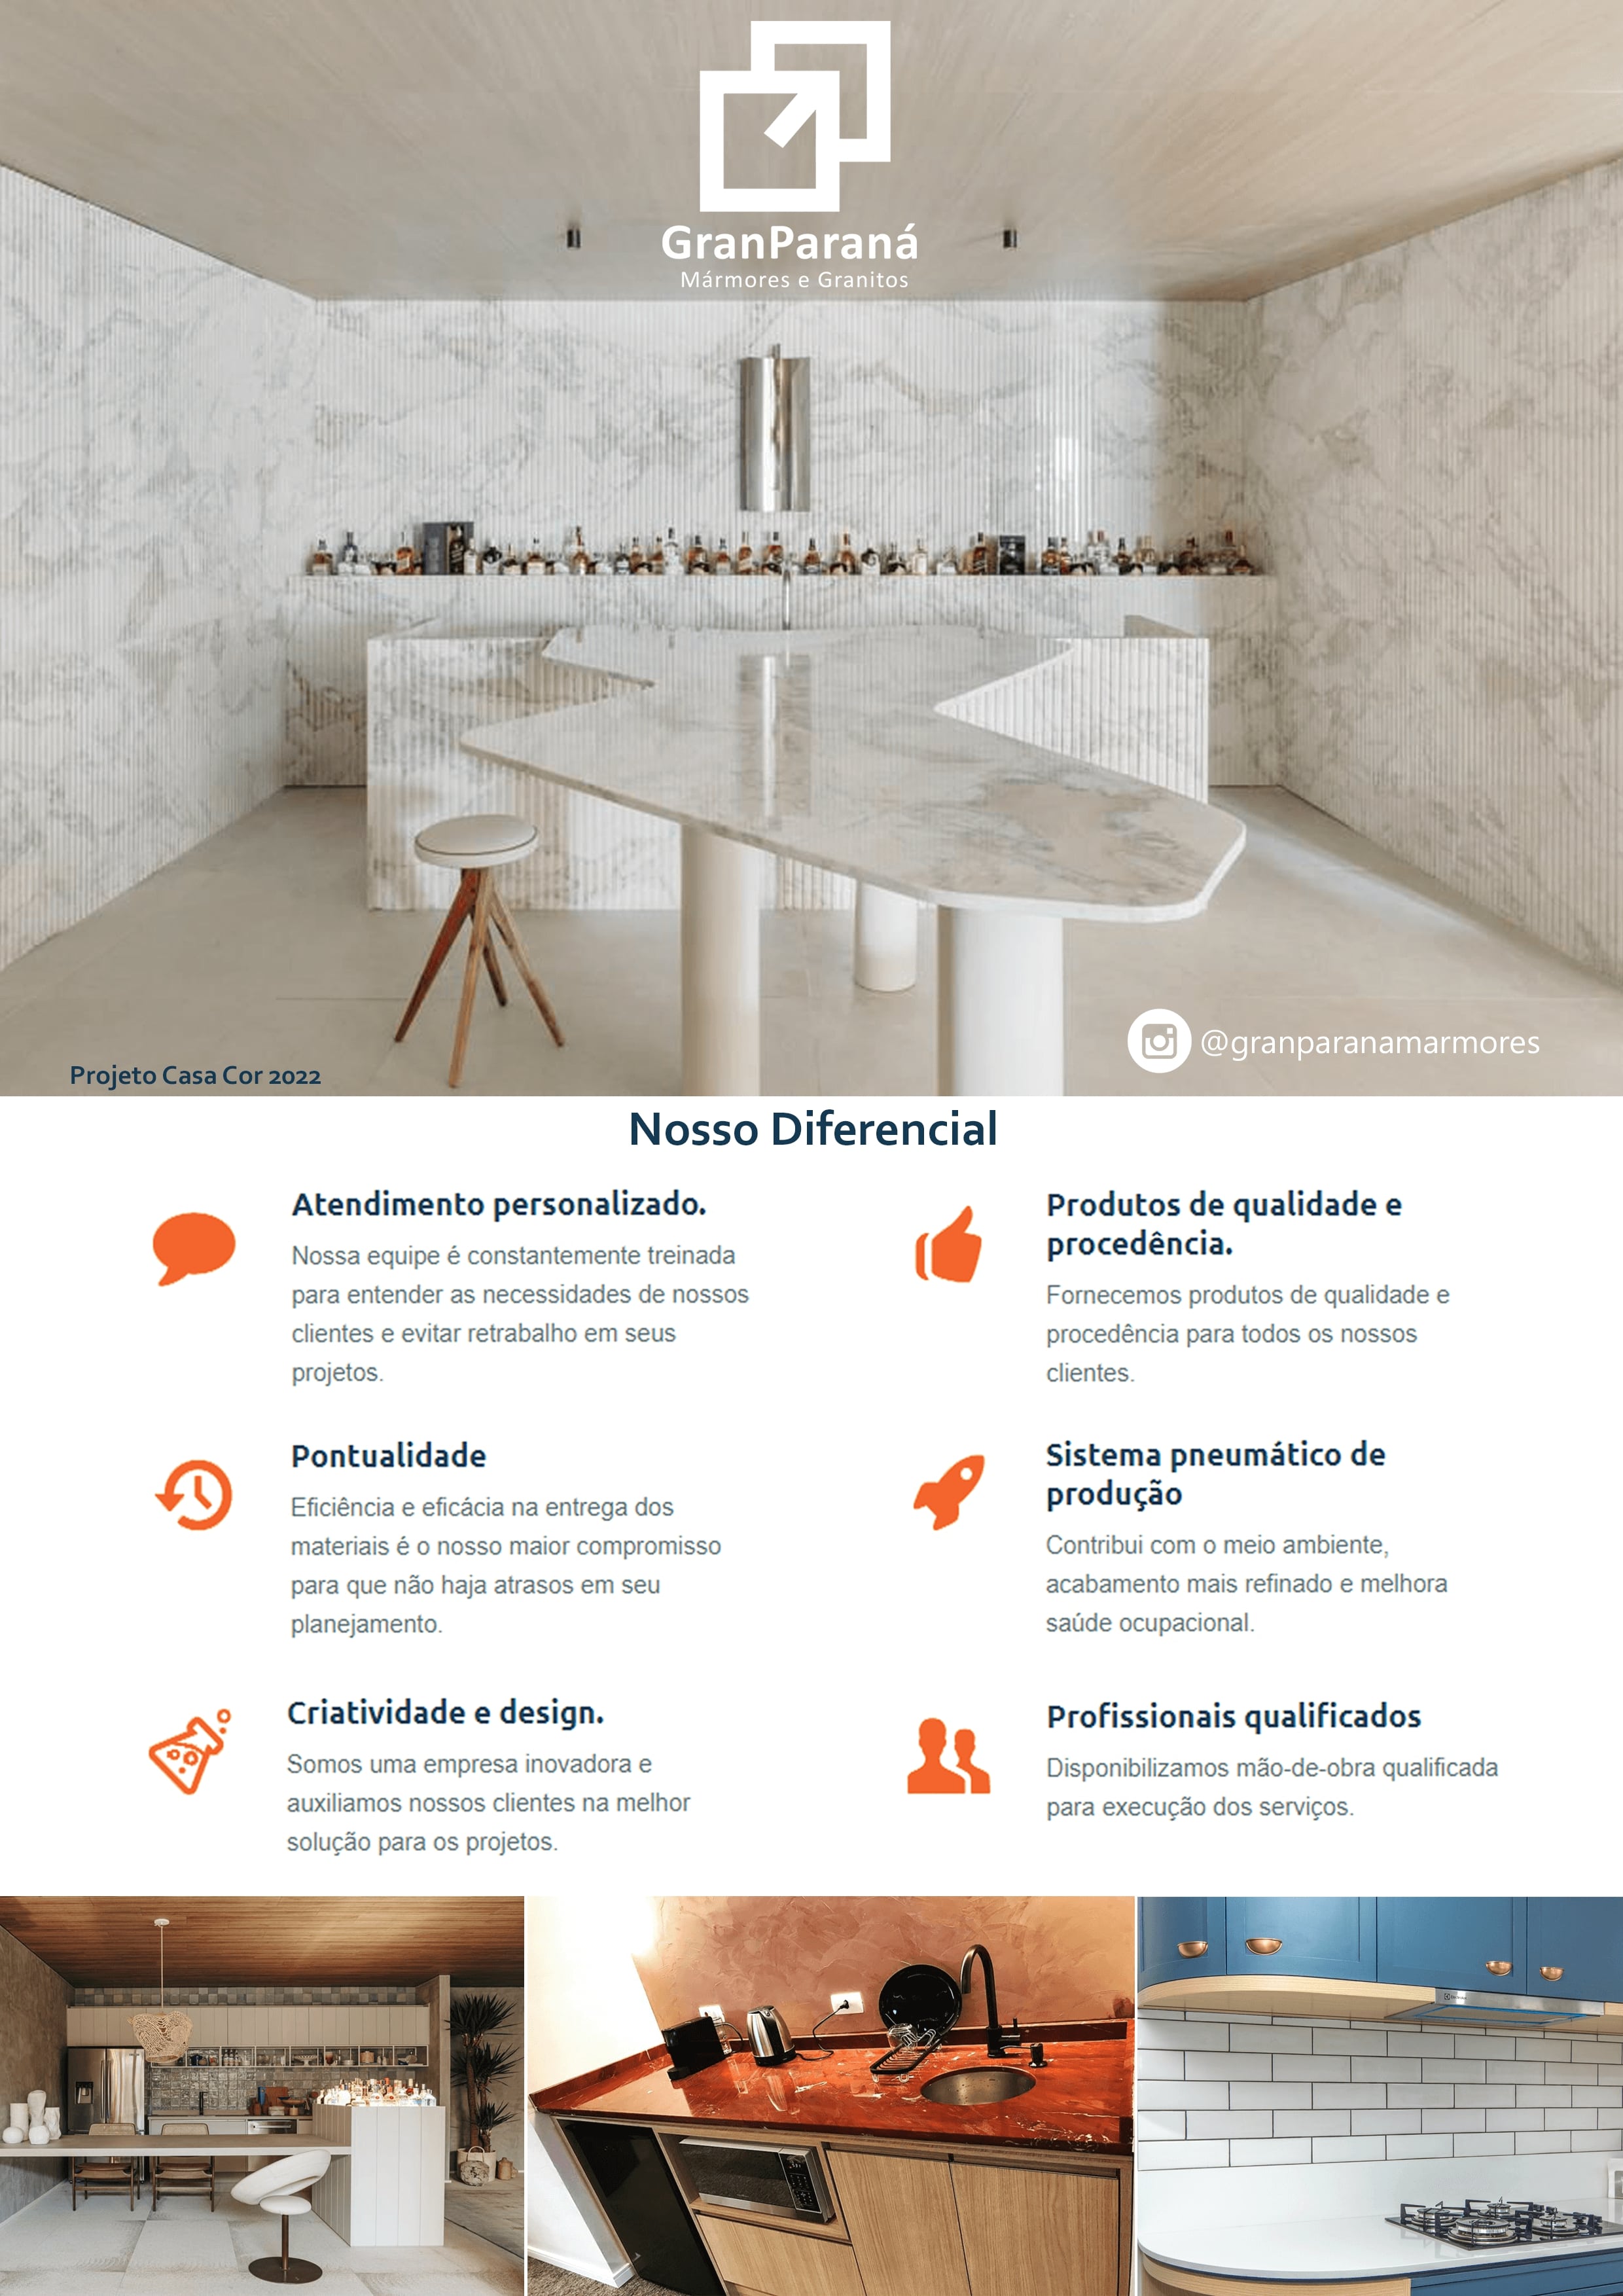 GranParaná
Mármores e Granitos
@granparanamarmores
Projeto Casa Cor 2022
Nosso Diferencial
Atendimento personalizado.
Nossa equipe é constantemente treinada
para entender as necessidades de nossos
clientes e evitar retrabalho em seus
projetos.
Produtos de qualidade e
procedência.
Fornecemos produtos de qualidade e
procedência para todos os nossos
clientes.
Pontualidade
Eficiência e eficácia na entrega dos
materiais é o nosso maior compromisso
para que não haja atrasos em seu
planejamento.
Sistema pneumático de
produção
Contribui com o meio ambiente,
acabamento mais refinado e melhora
saúde ocupacional.
Criatividade e design.
Somos uma empresa inovadora e
auxiliamos nossos clientes na melhor
solução para os projetos.
Profissionais qualificados
Disponibilizamos mão-de-obra qualificada
para execução dos serviços.